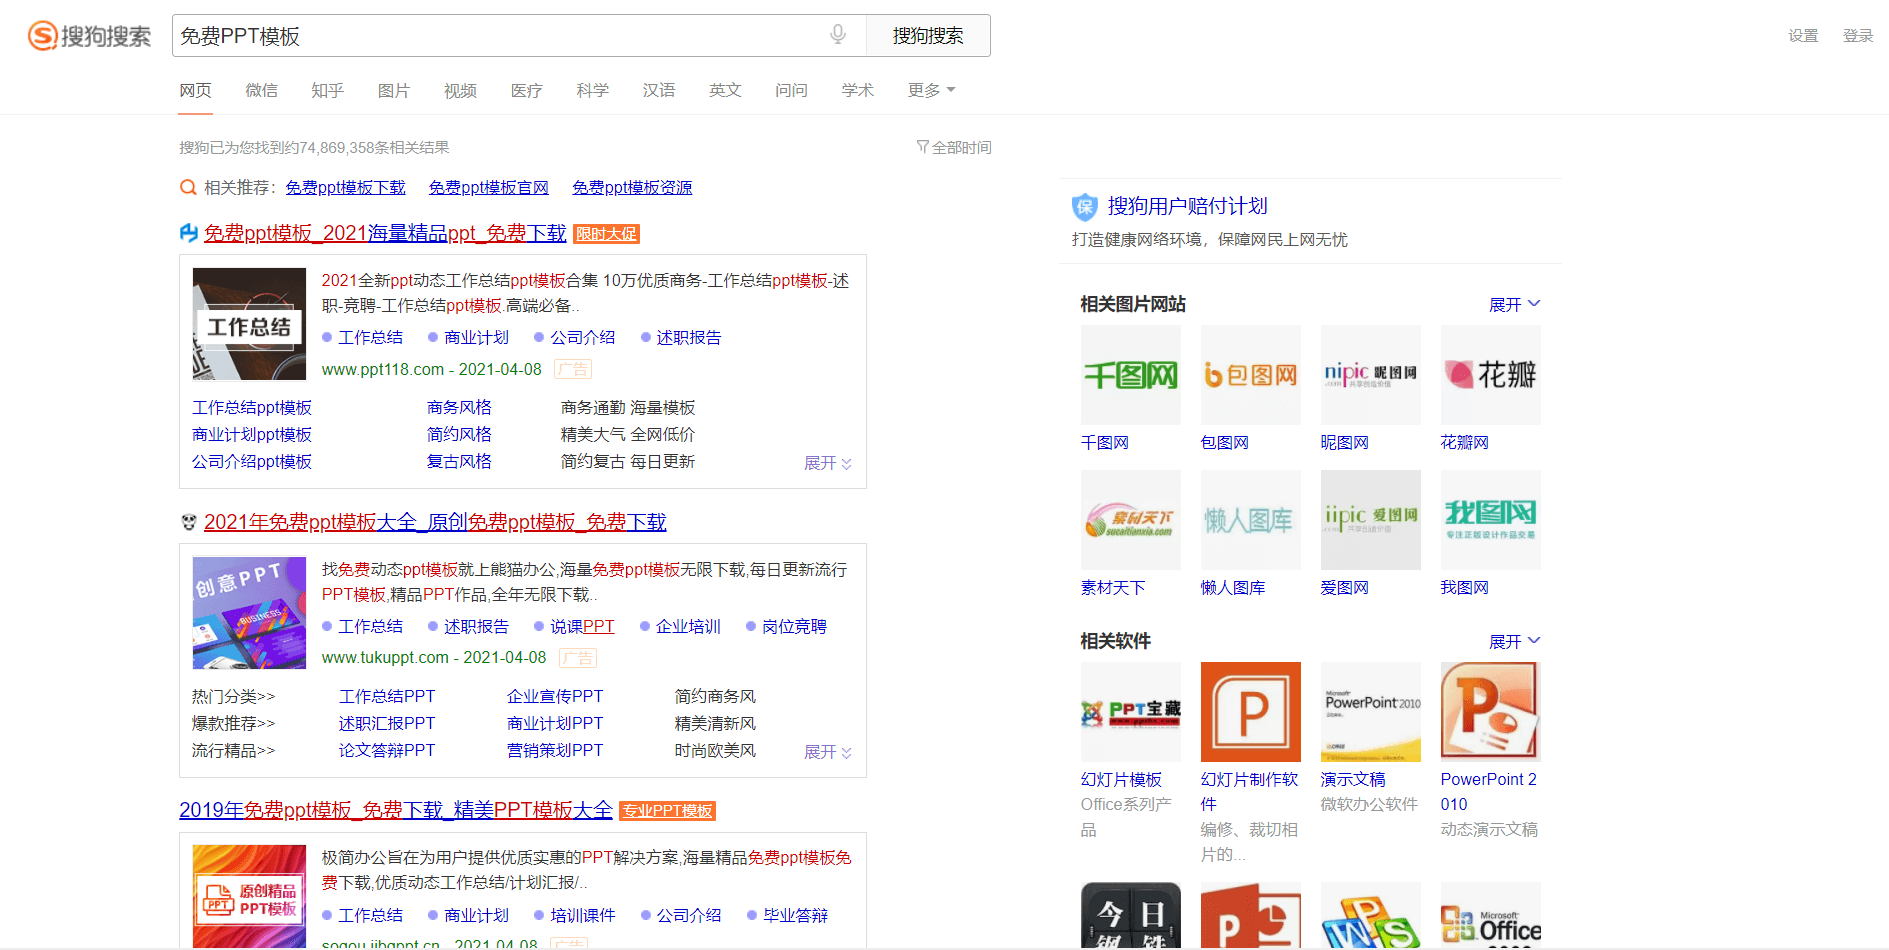 搜狗搜索
免费PPT模板
搜狗搜索
设置 登录
网页 微信 知乎 图片 视频 医疗 科学 汉语 英文 问问 学术 更多
搜狗已为您找到约74,869,358条相关结果
全部时间
相关推荐: 免费ppt模板下载 免费ppt模板官网 免费ppt模板资源
免费ppt模板_2021海量精品ppt_免费下载 限时大促
工作总结
2021全新ppt动态工作总结ppt模板合集 10万优质商务-工作总结ppt模板-述
职-竞聘-工作总结ppt模板.高端必备..
工作总结 商业计划 公司介绍 述职报告
www.ppt118.com - 2021-04-08 广告
工作总结ppt模板 商务风格 商务通勤 海量模板
商业计划ppt模板 简约风格 精美大气 全网低价
公司介绍ppt模板 复古风格 简约复古 每日更新
展开
2021年免费ppt模板大全_原创免费ppt模板_免费下载
创意PPT
BUSINESS
找免费动态ppt模板就上熊猫办公,海量免费ppt模板无限下载,每日更新流行
PPT模板,精品PPT作品,全年无限下载..
工作总结 述职报告 说课PPT 企业培训 岗位竞聘
www.tukuppt.com - 2021-04-08 广告
热门分类>> 工作总结PPT 企业宣传PPT 简约商务风
爆款推荐>> 述职汇报PPT 商业计划PPT 精美清新风
流行精品>> 论文答辩PPT 营销策划PPT 时尚欧美风
展开
2019年免费ppt模板_免费下载_精美PPT模板大全 专业PPT模板
PPT
原创精品
PPT模板
极简办公旨在为用户提供优质实惠的PPT解决方案,海量精品免费ppt模板免
费下载,优质动态工作总结/计划汇报/..
工作总结 商业计划 培训课件 公司介绍 毕业答辩
sogou.jibgppt.cn - 2021-04-08 广告
保 搜狗用户赔付计划
打造健康网络环境，保障网民上网无忧
相关图片网站 展开
千图网 包图网 nipic 昵图网 花瓣
.com 共享创造价值
千图网 包图网 昵图网 花瓣网
素材天下 懒人图库 iipic 爱图网 我图网
sucaitianxia.com 共享创造价值 专注正版设计作品交易
素材天下 懒人图库 爱图网 我图网
相关软件 展开
PPT宝藏
P
Microsoft
PowerPoint 2010
P
幻灯片模板 幻灯片制作软 演示文稿 PowerPoint 2
Office系列产 件 微软办公软件 010
品 编修、裁切相 动态演示文稿
片的...
今日
钢铁
P
WPS
Microsoft
Office